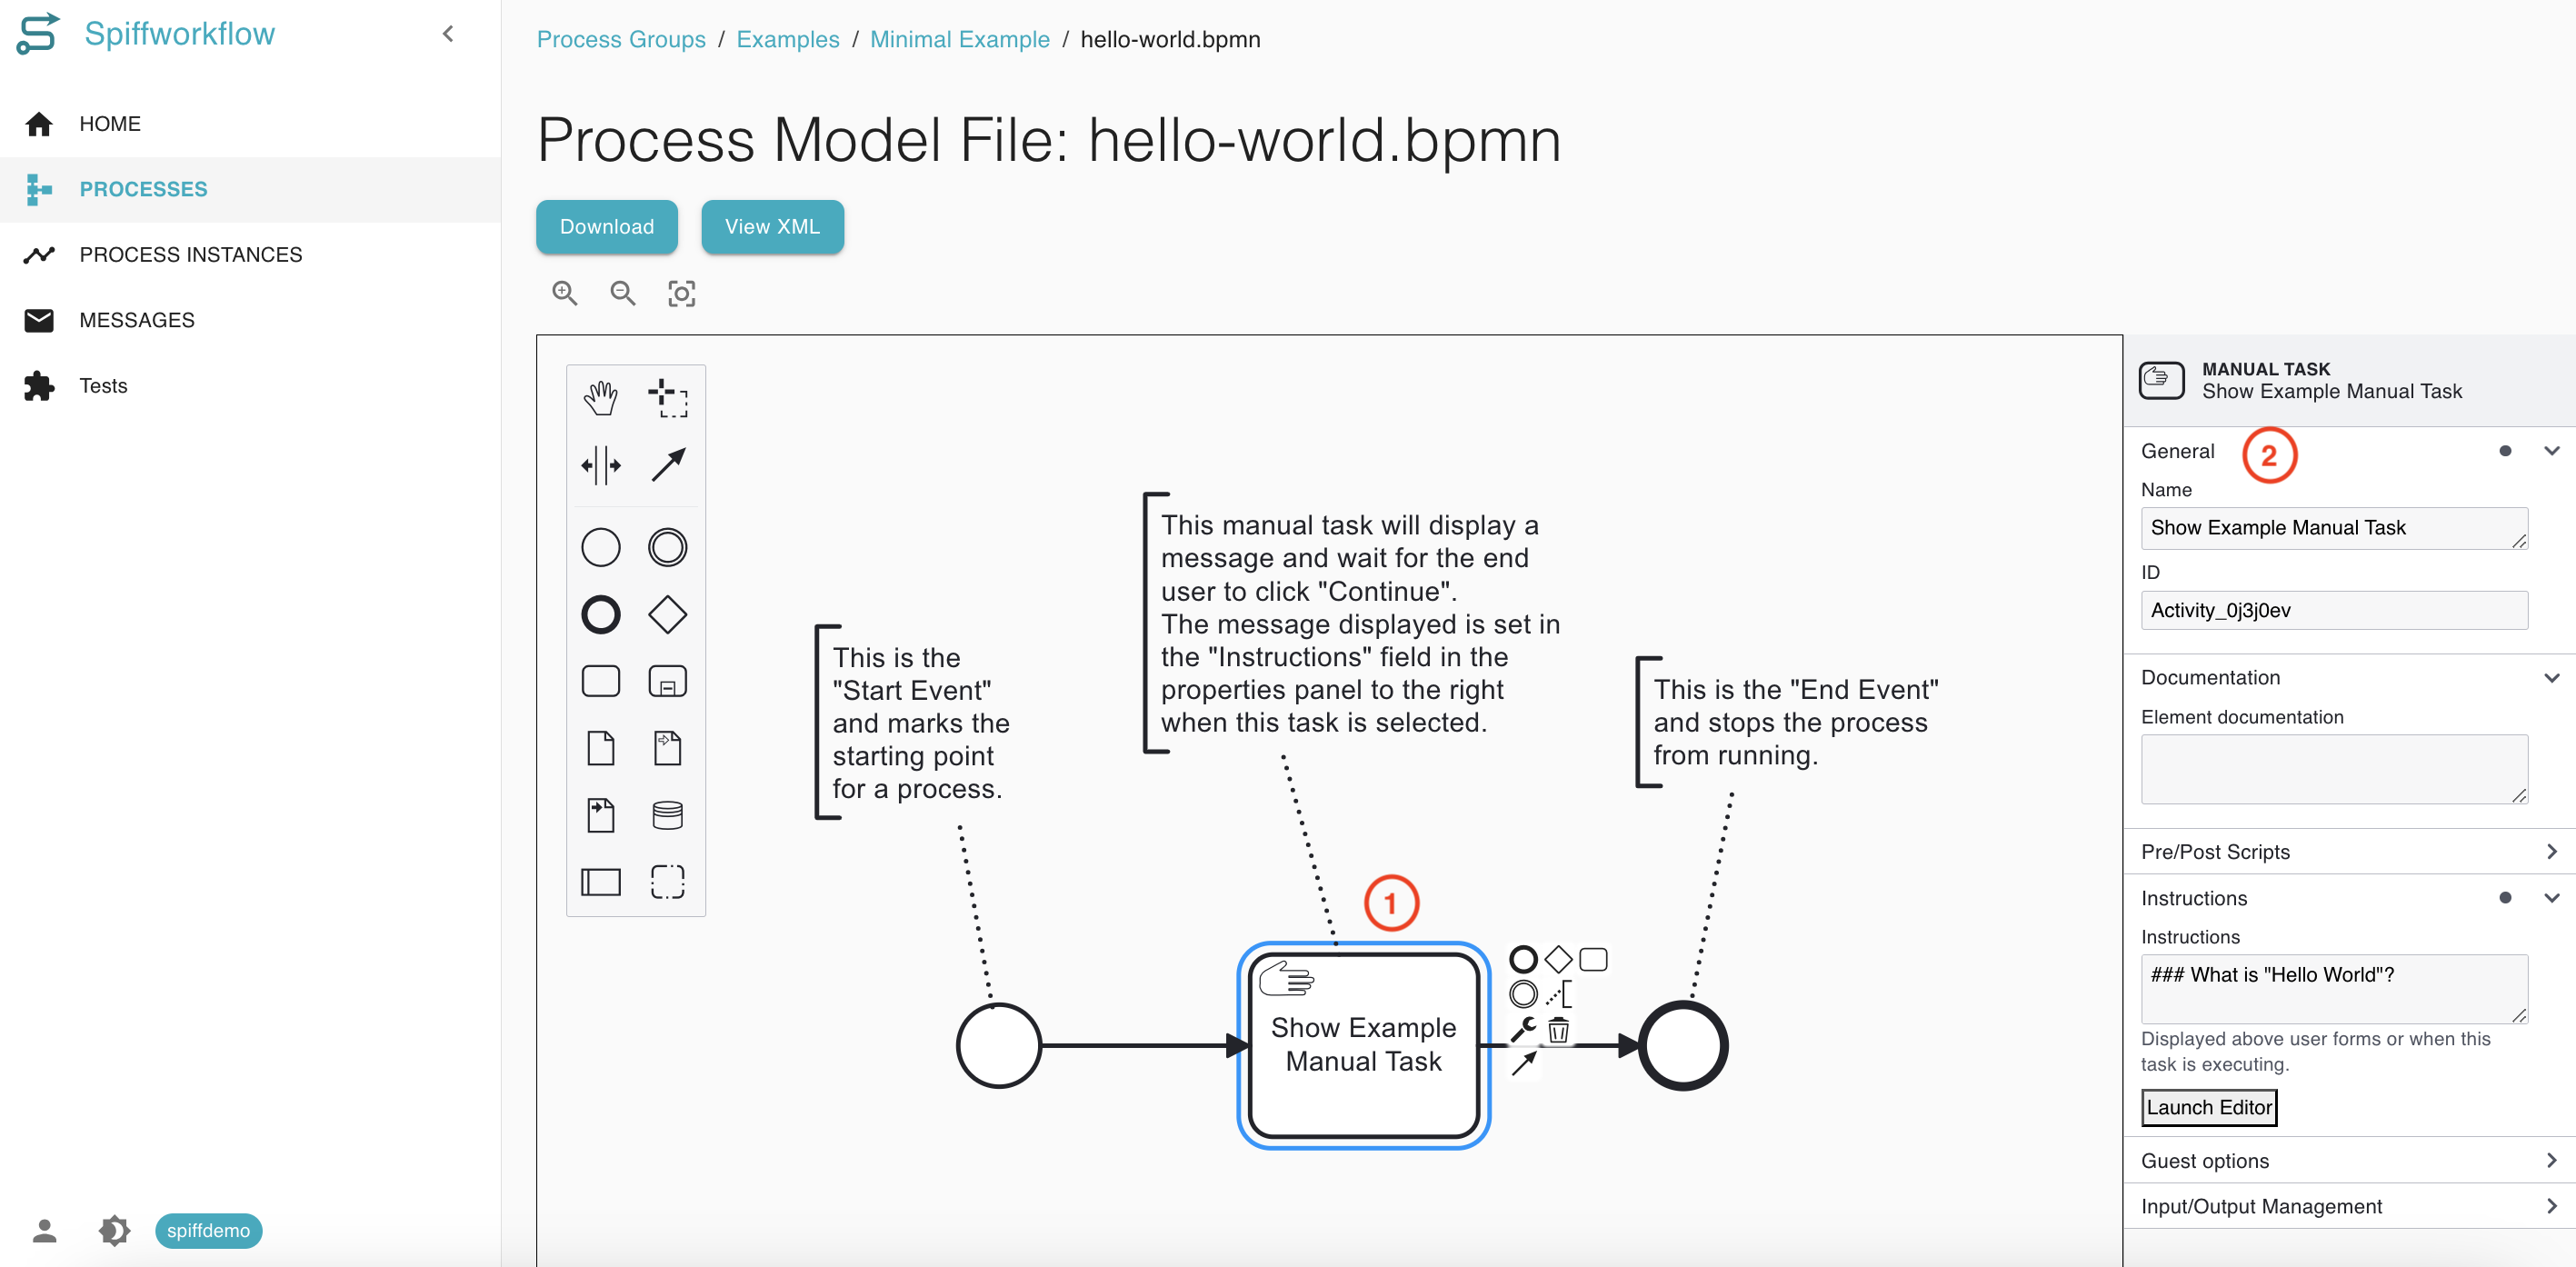 Spiffworkflow
HOME
PROCESSES
PROCESS INSTANCES
MESSAGES
Tests
spiffdemo
Process Groups / Examples / Minimal Example / hello-world.bpmn
Process Model File: hello-world.bpmn
Download
View XML
This is the
"Start Event"
and marks the
starting point
for a process.
This manual task will display a
message and wait for the end
user to click "Continue".
The message displayed is set in
the "Instructions" field in the
properties panel to the right
when this task is selected.
This is the "End Event"
and stops the process
from running.
1
Show Example
Manual Task
MANUAL TASK
Show Example Manual Task
General
2
Name
Show Example Manual Task
ID
Activity_0j3j0ev
Documentation
Element documentation
Pre/Post Scripts
Instructions
Instructions
### What is "Hello World"?
Displayed above user forms or when this
task is executing.
Launch Editor
Guest options
Input/Output Management